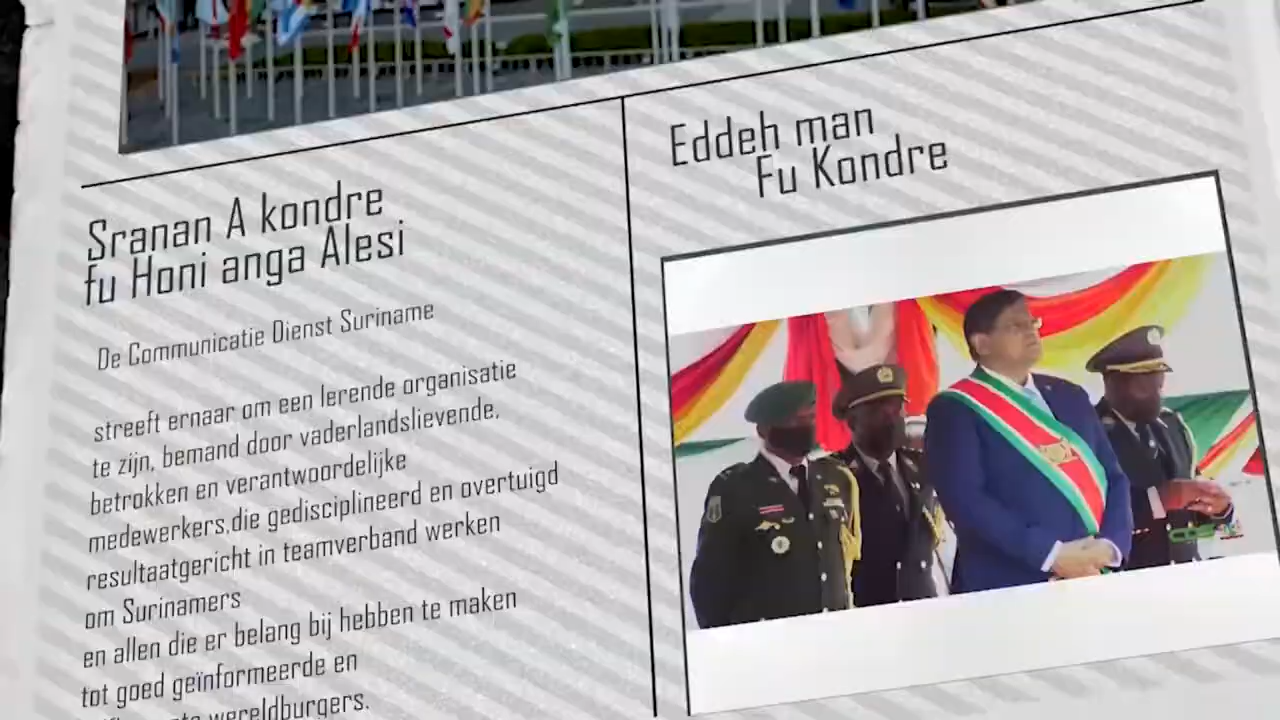 Sranan A kondre
fu Honi anga Alesi
De Communicatie Dienst Suriname
streeft ernaar om een lerende organisatie
te zijn, bemand door vaderlandslievende,
betrokken en verantwoordelijke
medewerkers,die gedisciplineerd en overtuigd
resultaatgericht in teamverband werken
om Surinamers
en allen die er belang bij hebben te maken
tot goed geïnformeerde en
wereldburgers.
Eddeh man
Fu Kondre